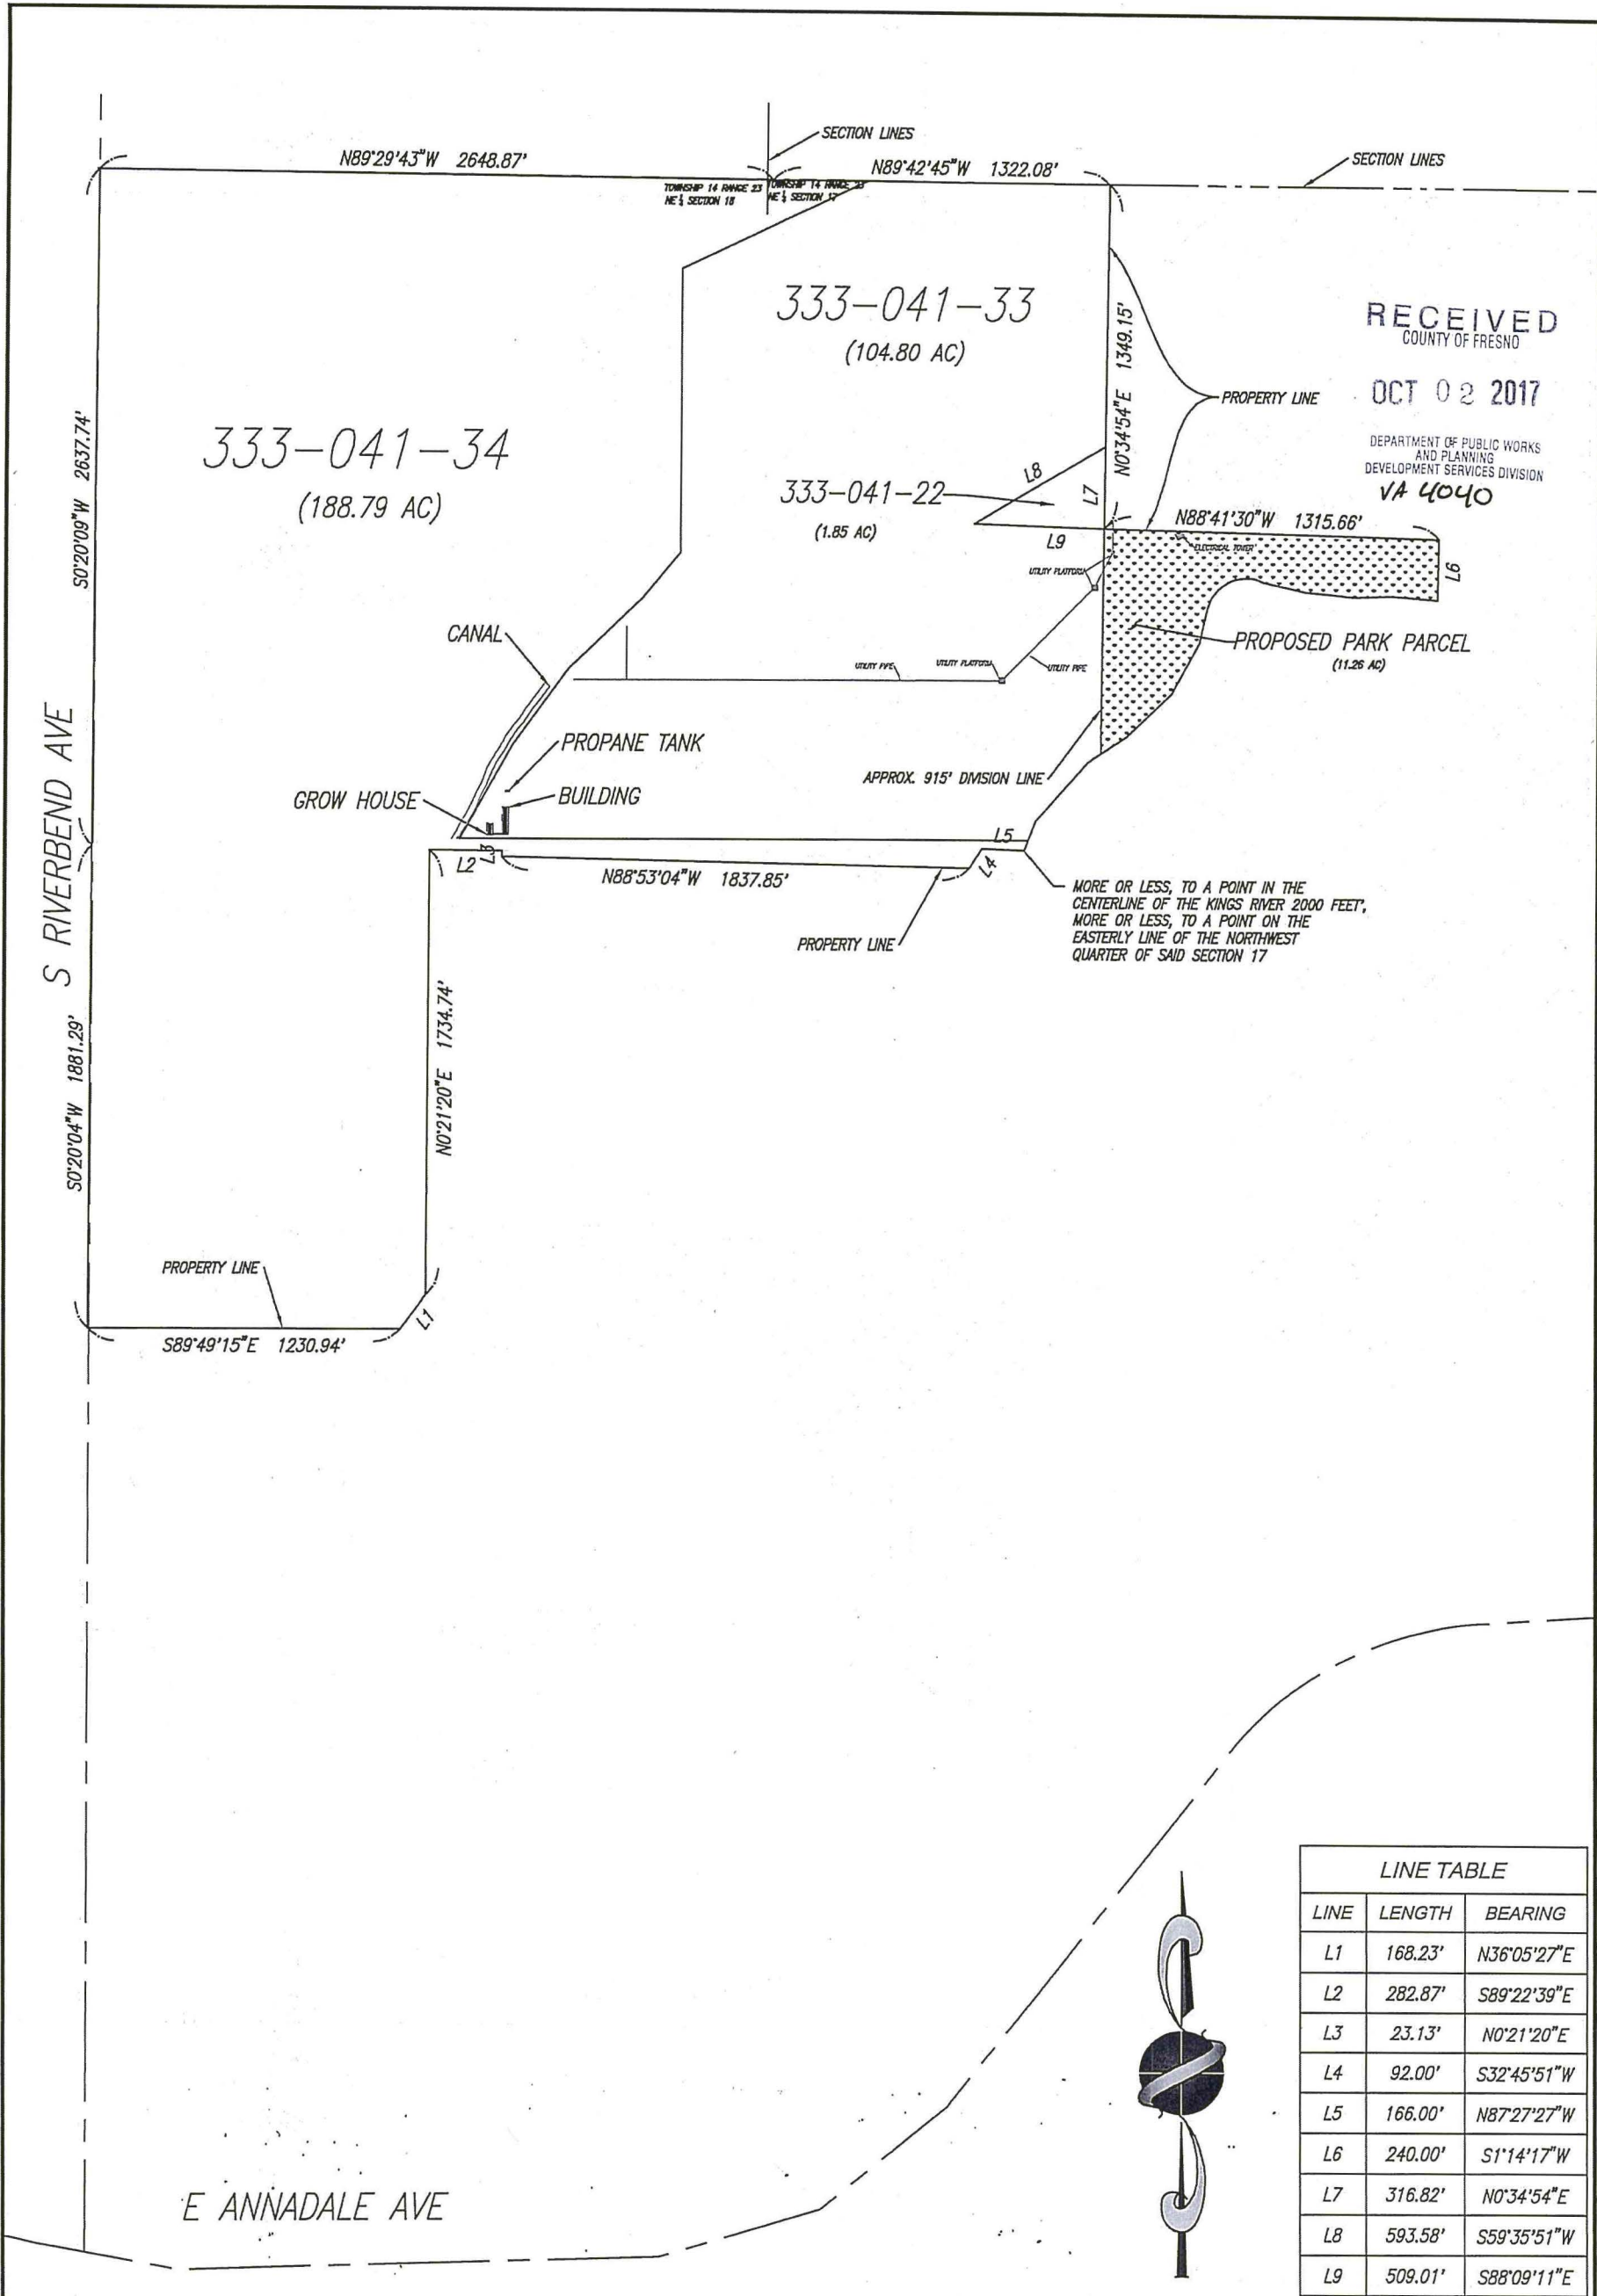 SECTION LINES
SECTION LINES
N89°29'43"W 2648.87'
N89°42'45"W 1322.08'
TOWNSHIP 14 RANGE 23
NE ¼ SECTION 18
TOWNSHIP 14 RANGE 23
NE ¼ SECTION 17
333-041-33
(104.80 AC)
N0°34'54"E 1349.15'
RECEIVED
COUNTY OF FRESNO
OCT 02 2017
DEPARTMENT OF PUBLIC WORKS
AND PLANNING
DEVELOPMENT SERVICES DIVISION
VA 4040
PROPERTY LINE
S0°20'09"W 2637.74'
333-041-34
(188.79 AC)
L8
333-041-22
(1.85 AC)
L7
L9
N88°41'30"W 1315.66'
ELECTRICAL TOWER
L6
UTILITY PLATFORM
PROPOSED PARK PARCEL
(11.26 AC)
CANAL
UTILITY PIPE
UTILITY PLATFORM
UTILITY PIPE
S RIVERBEND AVE
PROPANE TANK
APPROX. 915' DIVISION LINE
GROW HOUSE
BUILDING
L5
L2
L3
L4
N88°53'04"W 1837.85'
MORE OR LESS, TO A POINT IN THE
CENTERLINE OF THE KINGS RIVER 2000 FEET,
MORE OR LESS, TO A POINT ON THE
EASTERLY LINE OF THE NORTHWEST
QUARTER OF SAID SECTION 17
PROPERTY LINE
S0°20'04"W 1881.29'
N0°21'20"E 1734.74'
PROPERTY LINE
L1
S89°49'15"E 1230.94'
E ANNADALE AVE
LINE TABLE
LINE LENGTH BEARING
L1 168.23' N36°05'27"E
L2 282.87' S89°22'39"E
L3 23.13' N0°21'20"E
L4 92.00' S32°45'51"W
L5 166.00' N87°27'27"W
L6 240.00' S1°14'17"W
L7 316.82' N0°34'54"E
L8 593.58' S59°35'51"W
L9 509.01' S88°09'11"E